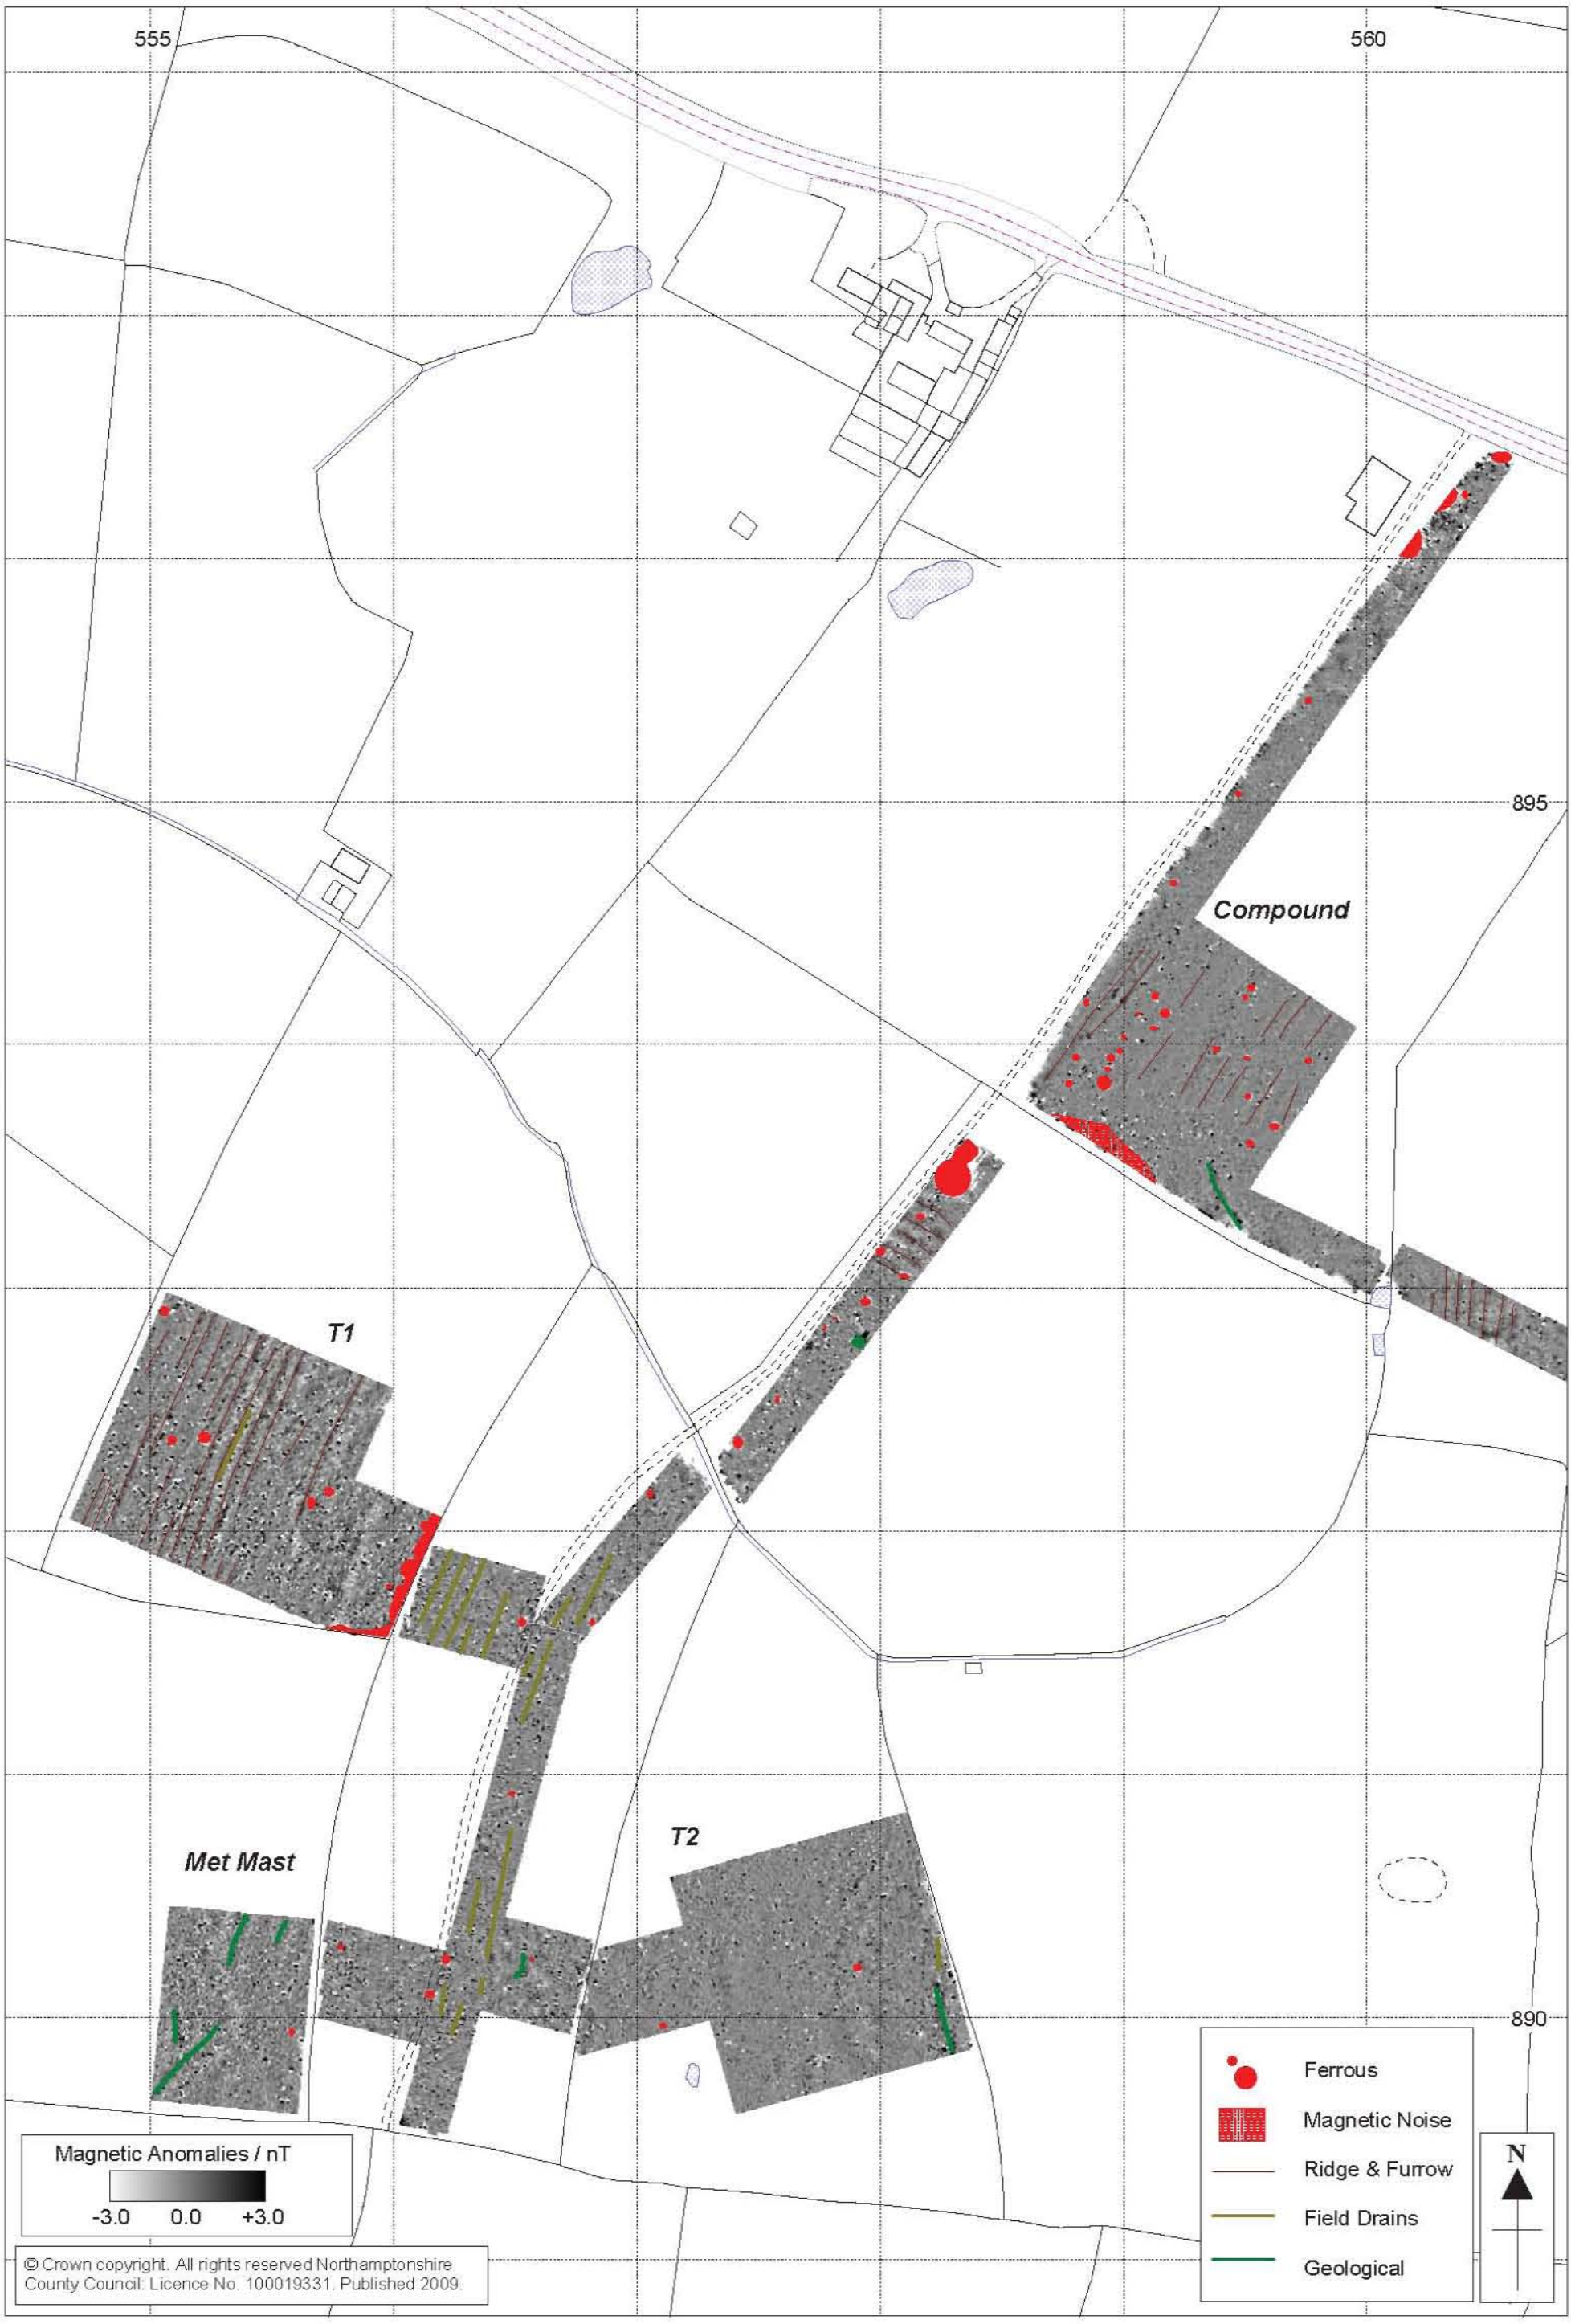 555
560
895
Compound
T1
T2
Met Mast
890
Ferrous
Magnetic Noise
Ridge & Furrow
Field Drains
Geological
N
Magnetic Anomalies / nT
-3.0 0.0 +3.0
© Crown copyright. All rights reserved Northamptonshire
County Council: Licence No. 100019331. Published 2009.